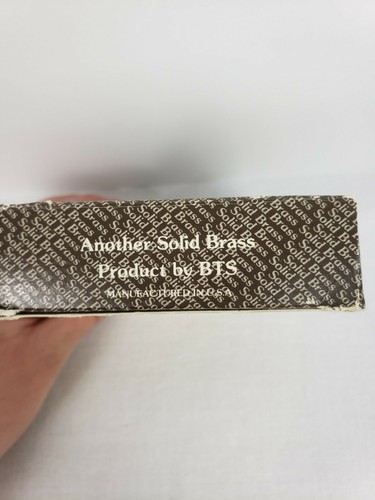 Another Solid Brass
Product by BTS
MANUFACTURED IN U.S.A.